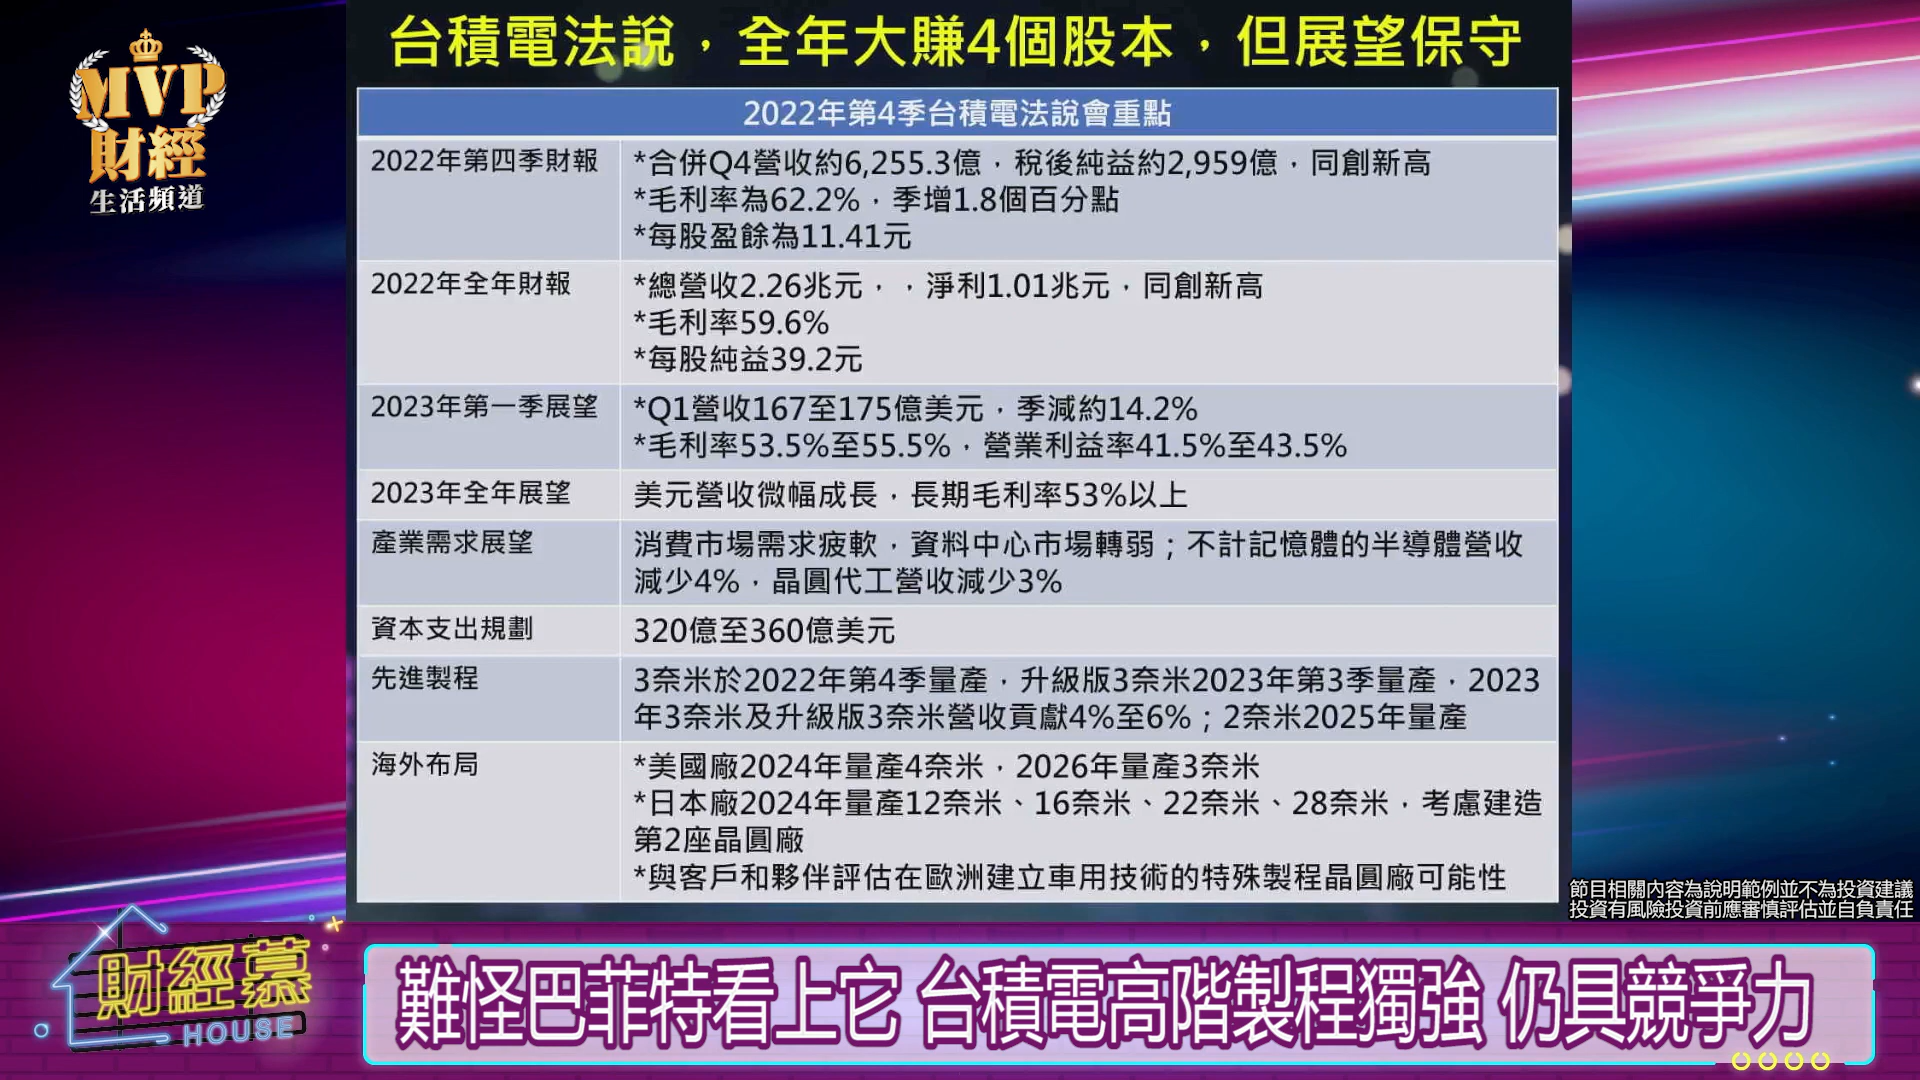 MVP
財經
生活頻道
台積電法說，全年大賺4個股本，但展望保守
2022年第4季台積電法說會重點
2022年第四季財報
*合併Q4營收約6,255.3億，稅後純益約2,959億，同創新高
*毛利率為62.2%，季增1.8個百分點
*每股盈餘為11.41元
2022年全年財報
*總營收2.26兆元，，淨利1.01兆元，同創新高
*毛利率59.6%
*每股純益39.2元
2023年第一季展望
*Q1營收167至175億美元，季減約14.2%
*毛利率53.5%至55.5%，營業利益率41.5%至43.5%
2023年全年展望
美元營收微幅成長，長期毛利率53%以上
產業需求展望
消費市場需求疲軟，資料中心市場轉弱；不計記憶體的半導體營收
減少4%，晶圓代工營收減少3%
資本支出規劃
320億至360億美元
先進製程
3奈米於2022年第4季量產，升級版3奈米2023年第3季量產，2023
年3奈米及升級版3奈米營收貢獻4%至6%；2奈米2025年量產
海外布局
*美國廠2024年量產4奈米，2026年量產3奈米
*日本廠2024年量產12奈米、16奈米、22奈米、28奈米，考慮建造
第2座晶圓廠
*與客戶和夥伴評估在歐洲建立車用技術的特殊製程晶圓廠可能性
節目相關內容為說明範例並不為投資建議
投資有風險投資前應審慎評估並自負責任
財經慕
HOUSE
難怪巴菲特看上它 台積電高階製程獨強 仍具競爭力